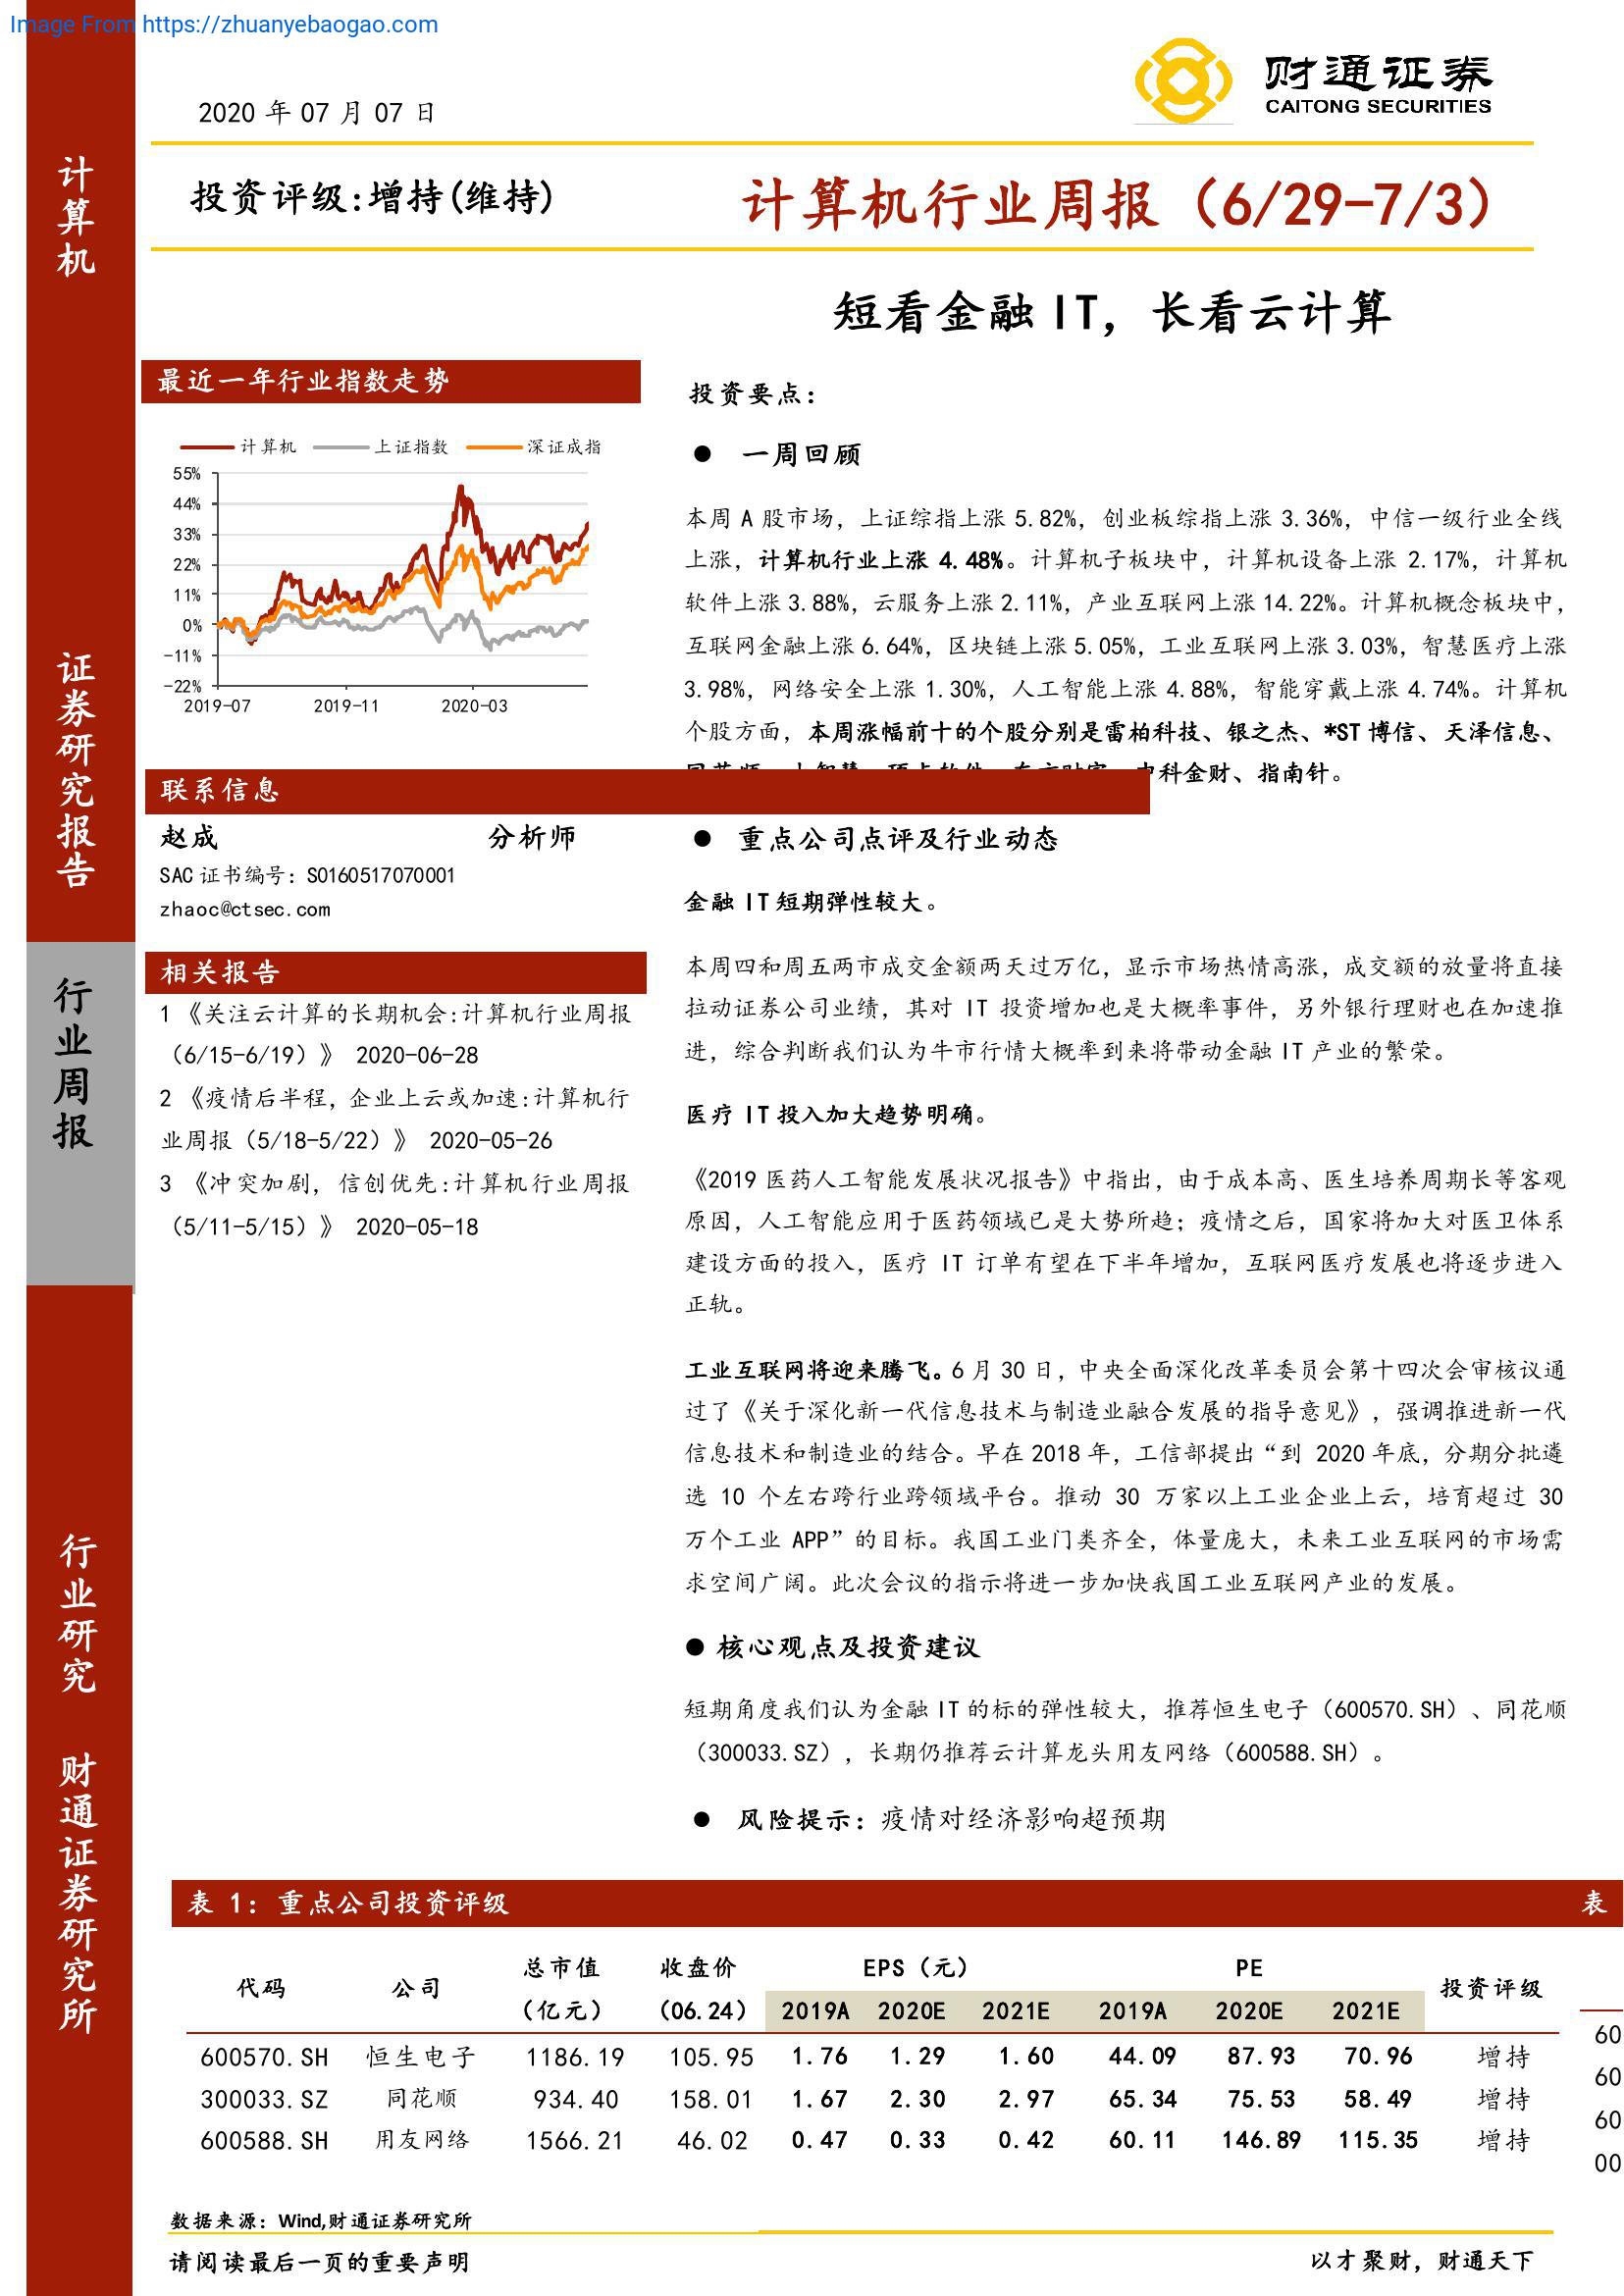 Image From https://zhuanyebaogao.com
财通证券
CAITONG SECURITIES
2020 年 07 月 07 日
投资评级:增持(维持)
计算机行业周报（6/29-7/3）
短看金融 IT，长看云计算
计算机
证券研究报告
行业周报
行业研究
财通证券研究所
最近一年行业指数走势
计算机 上证指数 深证成指
55%
44%
33%
22%
11%
0%
-11%
-22%
2019-07 2019-11 2020-03
联系信息
赵成 分析师
SAC 证书编号：S0160517070001
zhaoc@ctsec.com
相关报告
1 《关注云计算的长期机会:计算机行业周报
（6/15-6/19）》 2020-06-28
2 《疫情后半程，企业上云或加速:计算机行
业周报（5/18-5/22）》 2020-05-26
3 《冲突加剧，信创优先:计算机行业周报
（5/11-5/15）》 2020-05-18
投资要点：
● 一周回顾
本周 A 股市场，上证综指上涨 5.82%，创业板综指上涨 3.36%，中信一级行业全线
上涨，计算机行业上涨 4.48%。计算机子板块中，计算机设备上涨 2.17%，计算机
软件上涨 3.88%，云服务上涨 2.11%，产业互联网上涨 14.22%。计算机概念板块中，
互联网金融上涨 6.64%，区块链上涨 5.05%，工业互联网上涨 3.03%，智慧医疗上涨
3.98%，网络安全上涨 1.30%，人工智能上涨 4.88%，智能穿戴上涨 4.74%。计算机
个股方面，本周涨幅前十的个股分别是雷柏科技、银之杰、*ST 博信、天泽信息、
科金财、指南针。
● 重点公司点评及行业动态
金融 IT 短期弹性较大。
本周四和周五两市成交金额两天过万亿，显示市场热情高涨，成交额的放量将直接
拉动证券公司业绩，其对 IT 投资增加也是大概率事件，另外银行理财也在加速推
进，综合判断我们认为牛市行情大概率到来将带动金融 IT 产业的繁荣。
医疗 IT 投入加大趋势明确。
《2019 医药人工智能发展状况报告》中指出，由于成本高、医生培养周期长等客观
原因，人工智能应用于医药领域已是大势所趋；疫情之后，国家将加大对医卫体系
建设方面的投入，医疗 IT 订单有望在下半年增加，互联网医疗发展也将逐步进入
正轨。
工业互联网将迎来腾飞。6 月 30 日，中央全面深化改革委员会第十四次会审核议通
过了《关于深化新一代信息技术与制造业融合发展的指导意见》，强调推进新一代
信息技术和制造业的结合。早在 2018 年，工信部提出“到 2020 年底，分期分批遴
选 10 个左右跨行业跨领域平台。推动 30 万家以上工业企业上云，培育超过 30
万个工业 APP”的目标。我国工业门类齐全，体量庞大，未来工业互联网的市场需
求空间广阔。此次会议的指示将进一步加快我国工业互联网产业的发展。
● 核心观点及投资建议
短期角度我们认为金融 IT 的标的弹性较大，推荐恒生电子（600570.SH）、同花顺
（300033.SZ），长期仍推荐云计算龙头用友网络（600588.SH）。
● 风险提示：疫情对经济影响超预期
表 1：重点公司投资评级 表
代码 公司 总市值 收盘价 EPS（元） PE 投资评级
（亿元） （06.24） 2019A 2020E 2021E 2019A 2020E 2021E
600570.SH 恒生电子 1186.19 105.95 1.76 1.29 1.60 44.09 87.93 70.96 增持
300033.SZ 同花顺 934.40 158.01 1.67 2.30 2.97 65.34 75.53 58.49 增持
600588.SH 用友网络 1566.21 46.02 0.47 0.33 0.42 60.11 146.89 115.35 增持
60
60
60
00
数据来源：Wind,财通证券研究所
请阅读最后一页的重要声明 以才聚财，财通天下